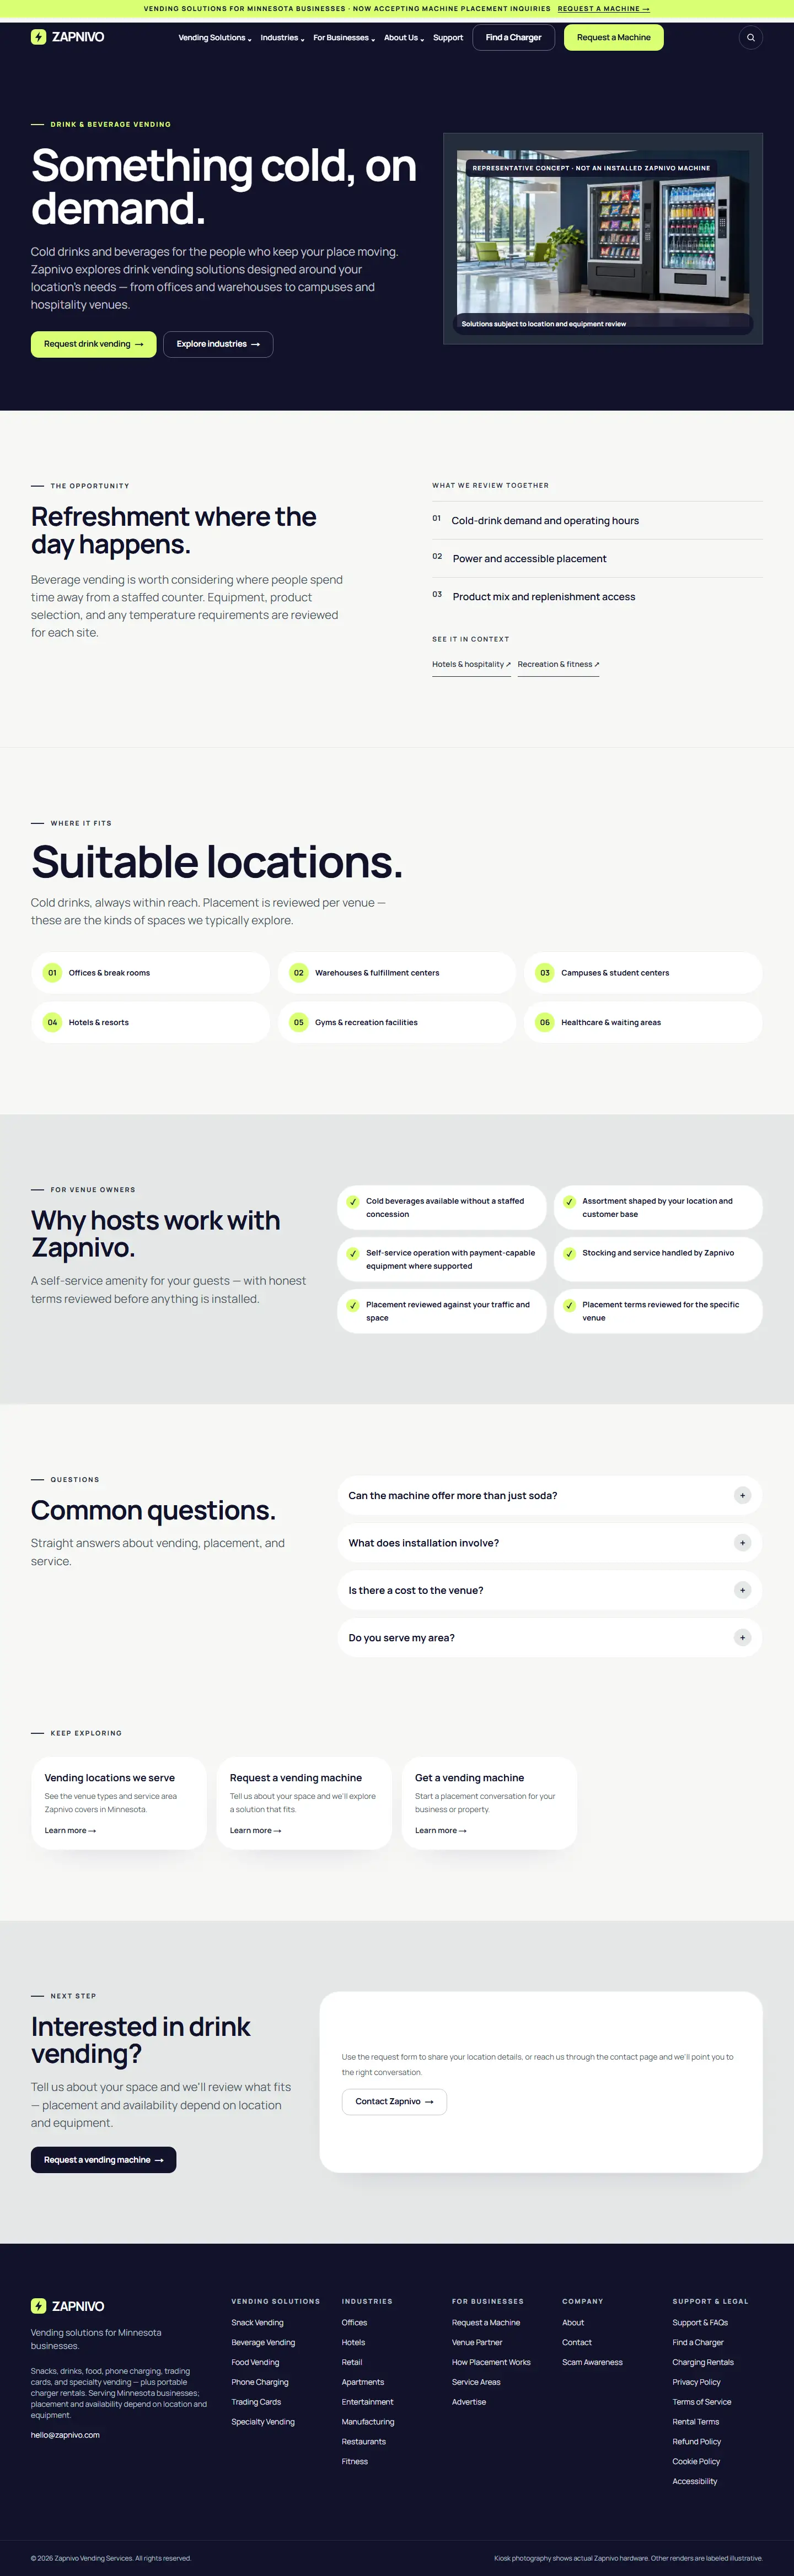 VENDING SOLUTIONS FOR MINNESOTA BUSINESSES · NOW ACCEPTING MACHINE PLACEMENT INQUIRIES REQUEST A MACHINE →
ZAPNIVO
Vending Solutions
Industries
For Businesses
About Us
Support
Find a Charger
Request a Machine
DRINK & BEVERAGE VENDING
Something cold, on
demand.
Cold drinks and beverages for the people who keep your place moving.
Zapnivo explores drink vending solutions designed around your
location's needs — from offices and warehouses to campuses and
hospitality venues.
Request drink vending →
Explore industries →
REPRESENTATIVE CONCEPT · NOT AN INSTALLED ZAPNIVO MACHINE
Solutions subject to location and equipment review
THE OPPORTUNITY
Refreshment where the
day happens.
Beverage vending is worth considering where people spend
time away from a staffed counter. Equipment, product
selection, and any temperature requirements are reviewed
for each site.
WHAT WE REVIEW TOGETHER
01 Cold-drink demand and operating hours
02 Power and accessible placement
03 Product mix and replenishment access
SEE IT IN CONTEXT
Hotels & hospitality ↗
Recreation & fitness ↗
WHERE IT FITS
Suitable locations.
Cold drinks, always within reach. Placement is reviewed per venue —
these are the kinds of spaces we typically explore.
01 Offices & break rooms
02 Warehouses & fulfillment centers
03 Campuses & student centers
04 Hotels & resorts
05 Gyms & recreation facilities
06 Healthcare & waiting areas
FOR VENUE OWNERS
Why hosts work with
Zapnivo.
A self-service amenity for your guests — with honest
terms reviewed before anything is installed.
✓ Cold beverages available without a staffed
concession
✓ Assortment shaped by your location and
customer base
✓ Self-service operation with payment-capable
equipment where supported
✓ Stocking and service handled by Zapnivo
✓ Placement reviewed against your traffic and
space
✓ Placement terms reviewed for the specific
venue
QUESTIONS
Common questions.
Straight answers about vending, placement, and
service.
Can the machine offer more than just soda? +
What does installation involve? +
Is there a cost to the venue? +
Do you serve my area? +
KEEP EXPLORING
Vending locations we serve
See the venue types and service area
Zapnivo covers in Minnesota.
Learn more →
Request a vending machine
Tell us about your space and we'll explore
a solution that fits.
Learn more →
Get a vending machine
Start a placement conversation for your
business or property.
Learn more →
NEXT STEP
Interested in drink
vending?
Tell us about your space and we'll review what fits
— placement and availability depend on location
and equipment.
Request a vending machine →
Use the request form to share your location details, or reach us through the contact page and we'll point you to
the right conversation.
Contact Zapnivo →
ZAPNIVO
Vending solutions for Minnesota
businesses.
Snacks, drinks, food, phone charging, trading
cards, and specialty vending — plus portable
charger rentals. Serving Minnesota businesses;
placement and availability depend on location and
equipment.
hello@zapnivo.com
VENDING SOLUTIONS
Snack Vending
Beverage Vending
Food Vending
Phone Charging
Trading Cards
Specialty Vending
INDUSTRIES
Offices
Hotels
Retail
Apartments
Entertainment
Manufacturing
Restaurants
Fitness
FOR BUSINESSES
Request a Machine
Venue Partner
How Placement Works
Service Areas
Advertise
COMPANY
About
Contact
Scam Awareness
SUPPORT & LEGAL
Support & FAQs
Find a Charger
Charging Rentals
Privacy Policy
Terms of Service
Rental Terms
Refund Policy
Cookie Policy
Accessibility
© 2026 Zapnivo Vending Services. All rights reserved.
Kiosk photography shows actual Zapnivo hardware. Other renders are labeled illustrative.